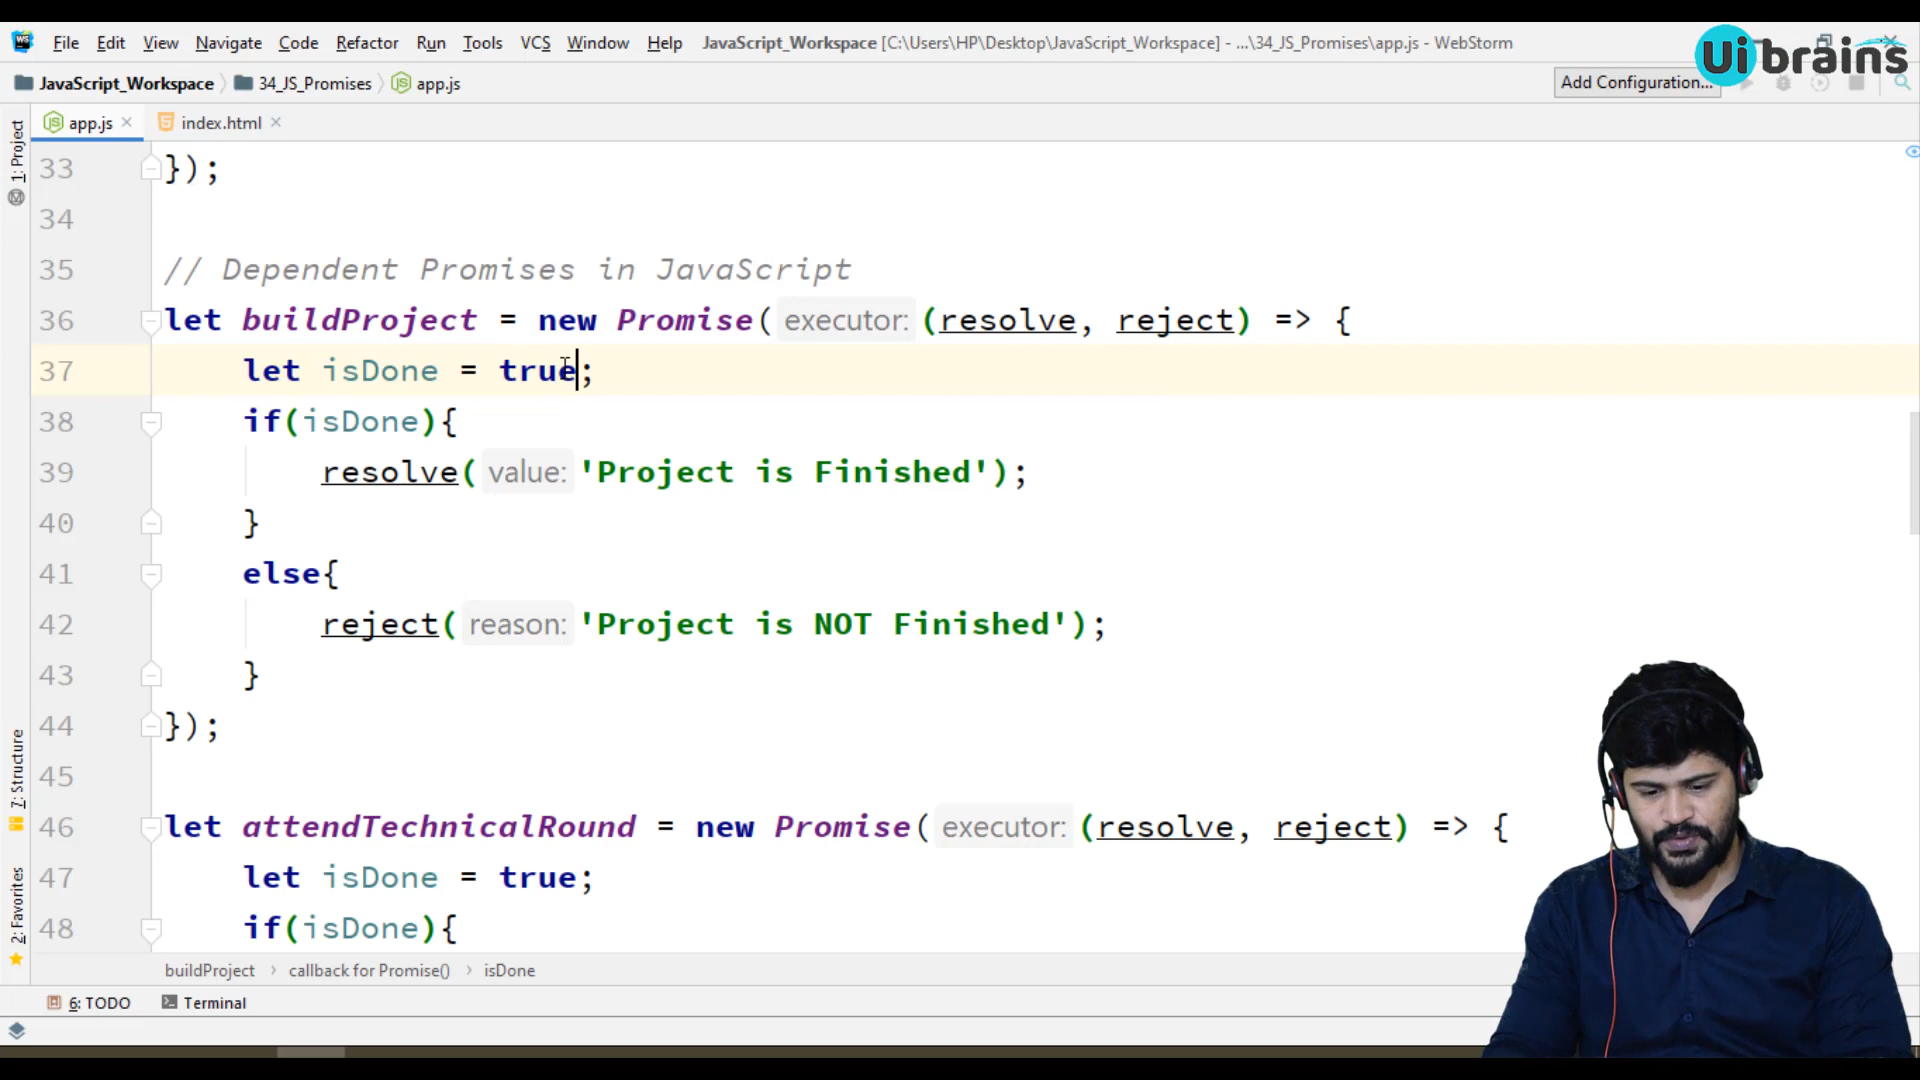 File Edit View Navigate Code Refactor Run Tools VCS Window Help JavaScript_Workspace [C:\Users\HP\Desktop\JavaScript_Workspace] - ...\34_JS_Promises\app.js - WebStorm
Ui brains
JavaScript_Workspace 34_JS_Promises app.js
Add Configuration...
app.js index.html
1: Project
7: Structure
2: Favorites
33 });
34
35 // Dependent Promises in JavaScript
36 let buildProject = new Promise( executor: (resolve, reject) => {
37 let isDone = true;
38 if(isDone){
39 resolve( value: 'Project is Finished');
40 }
41 else{
42 reject( reason: 'Project is NOT Finished');
43 }
44 });
45
46 let attendTechnicalRound = new Promise( executor: (resolve, reject) => {
47 let isDone = true;
48 if(isDone){
buildProject › callback for Promise() › isDone
6: TODO Terminal